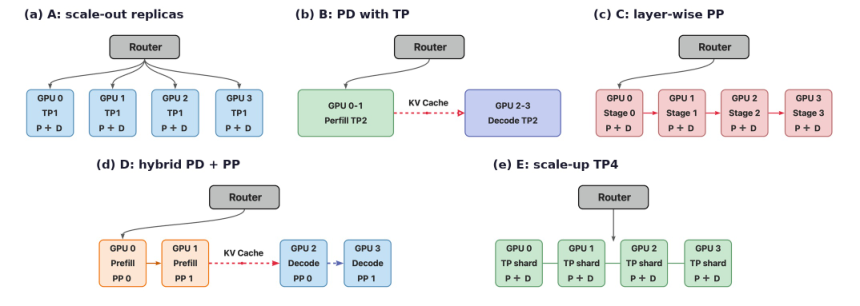 (a) A: scale-out replicas
Router
GPU 0
TP1
P + D
GPU 1
TP1
P + D
GPU 2
TP1
P + D
GPU 3
TP1
P + D
(b) B: PD with TP
Router
GPU 0-1
Perfill TP2
KV Cache
GPU 2-3
Decode TP2
(c) C: layer-wise PP
Router
GPU 0
Stage 0
P + D
GPU 1
Stage 1
P + D
GPU 2
Stage 2
P + D
GPU 3
Stage 3
P + D
(d) D: hybrid PD + PP
Router
GPU 0
Prefill
PP 0
GPU 1
Prefill
PP 1
KV Cache
GPU 2
Decode
PP 0
GPU 3
Decode
PP 1
(e) E: scale-up TP4
Router
GPU 0
TP shard
P + D
GPU 1
TP shard
P + D
GPU 2
TP shard
P + D
GPU 3
TP shard
P + D